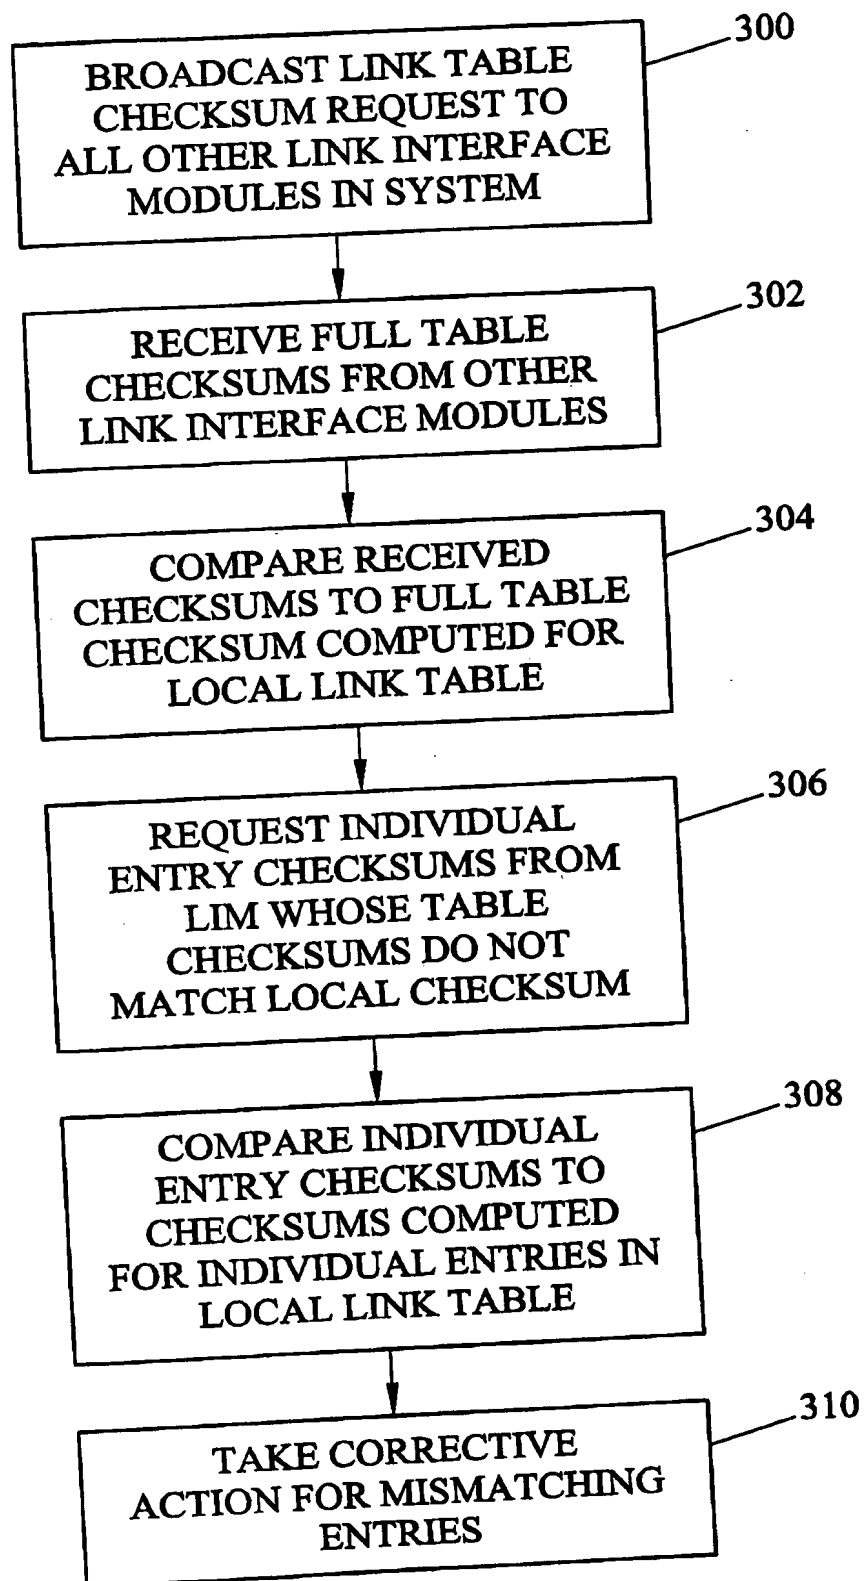 300
BROADCAST LINK TABLE
CHECKSUM REQUEST TO
ALL OTHER LINK INTERFACE
MODULES IN SYSTEM
302
RECEIVE FULL TABLE
CHECKSUMS FROM OTHER
LINK INTERFACE MODULES
304
COMPARE RECEIVED
CHECKSUMS TO FULL TABLE
CHECKSUM COMPUTED FOR
LOCAL LINK TABLE
306
REQUEST INDIVIDUAL
ENTRY CHECKSUMS FROM
LIM WHOSE TABLE
CHECKSUMS DO NOT
MATCH LOCAL CHECKSUM
308
COMPARE INDIVIDUAL
ENTRY CHECKSUMS TO
CHECKSUMS COMPUTED
FOR INDIVIDUAL ENTRIES IN
LOCAL LINK TABLE
310
TAKE CORRECTIVE
ACTION FOR MISMATCHING
ENTRIES